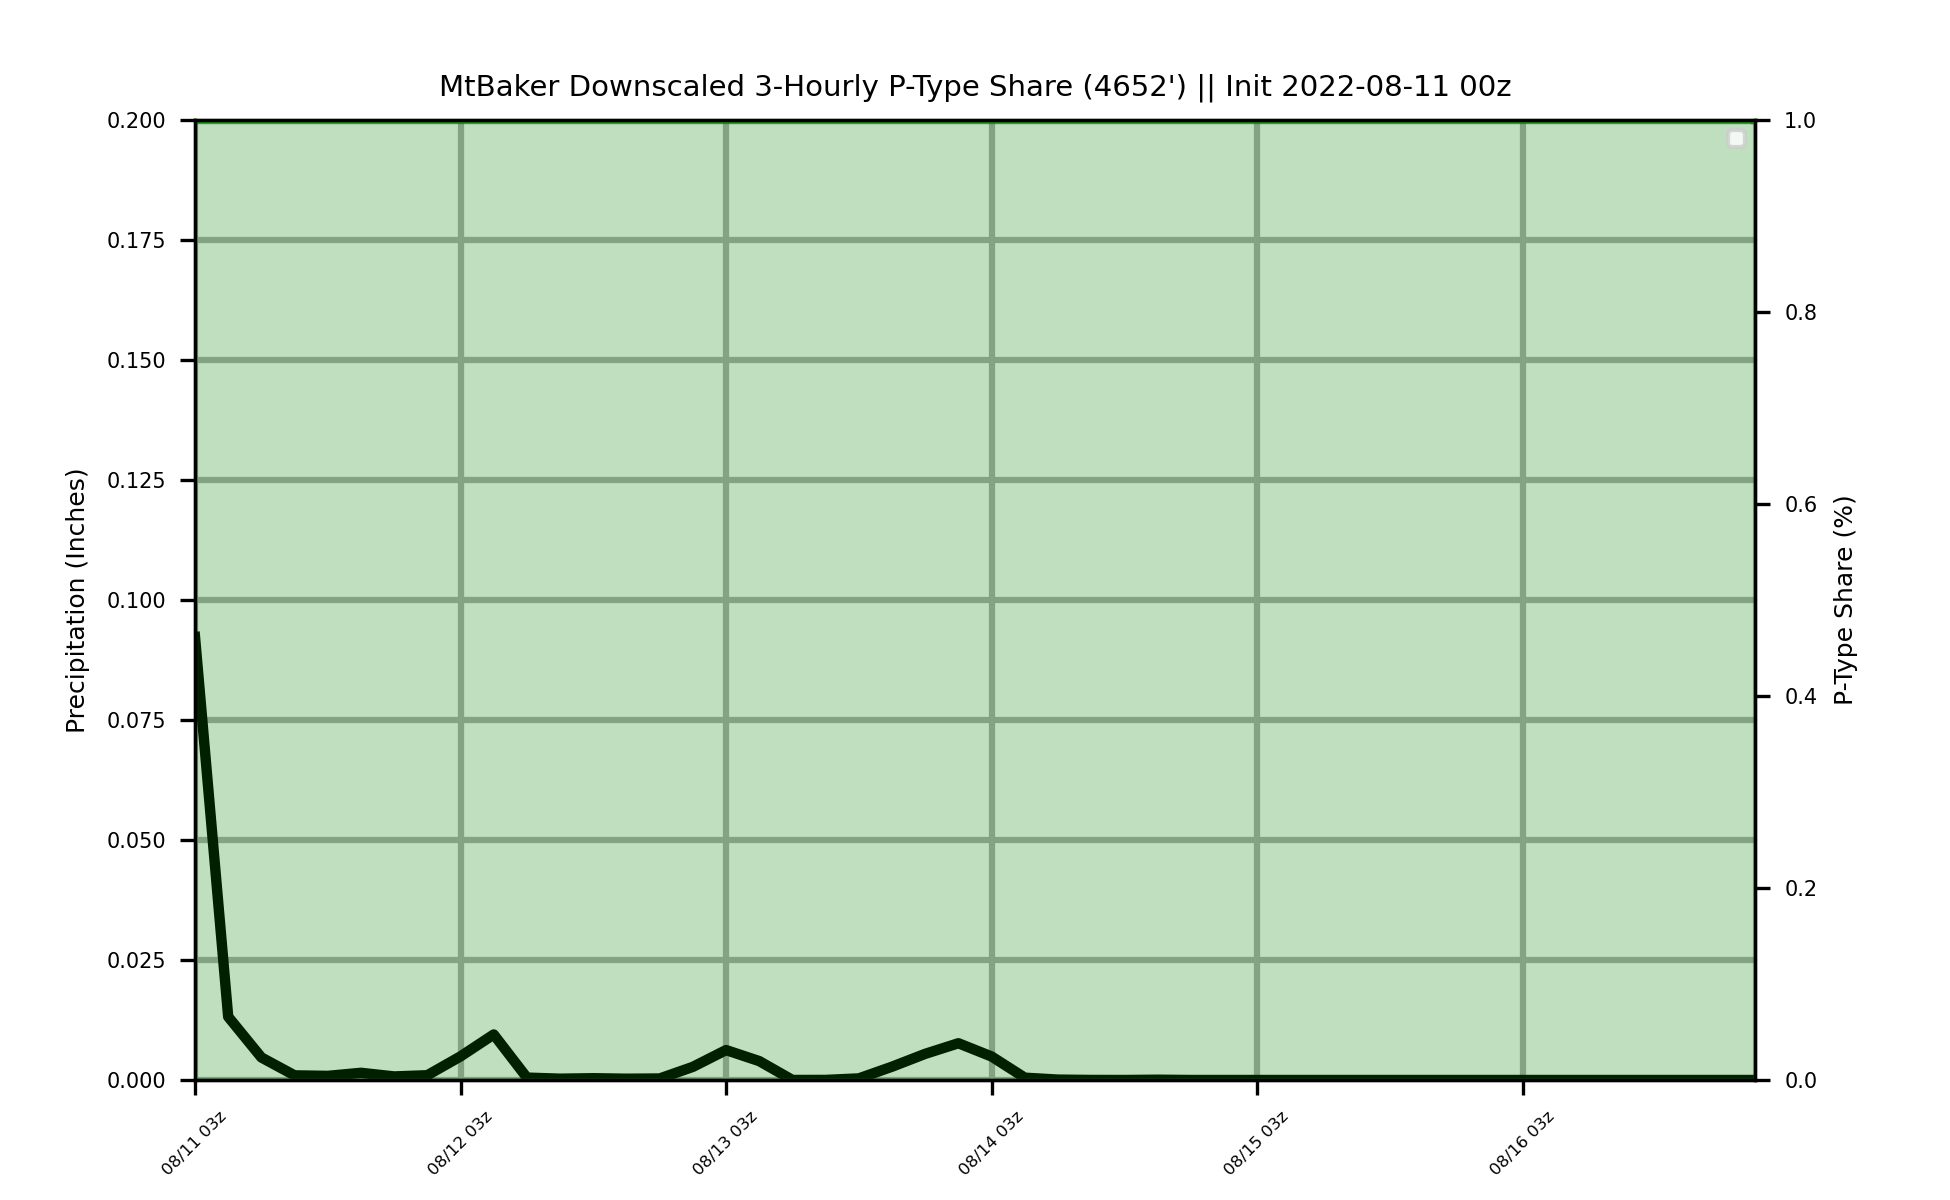 MtBaker Downscaled 3-Hourly P-Type Share (4652') || Init 2022-08-11 00z
0.200
0.175
0.150
0.125
0.100
0.075
0.050
0.025
0.000
Precipitation (Inches)
1.0
0.8
0.6
0.4
0.2
0.0
P-Type Share (%)
08/11 03z
08/12 03z
08/13 03z
08/14 03z
08/15 03z
08/16 03z